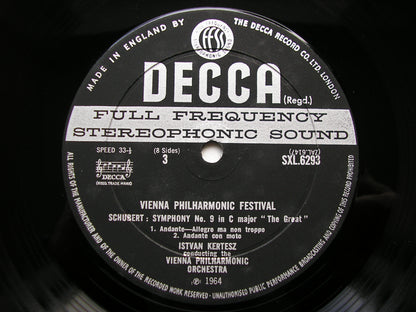 MADE IN ENGLAND BY THE DECCA RECORD CO. LTD. LONDON
ffss
DECCA (Regd.)
FULL FREQUENCY
STEREOPHONIC SOUND
SPEED 33⅓
(8 Sides)
3
(ZAL.6147)
SXL.6293
DECCA
(REGD. TRADE MARK)
VIENNA PHILHARMONIC FESTIVAL
SCHUBERT: SYMPHONY No. 9 in C major "The Great"
1. Andante—Allegro ma non troppo
2. Andante con moto
ISTVAN KERTESZ
conducting the
VIENNA PHILHARMONIC
ORCHESTRA
℗ 1964
ALL RIGHTS OF THE MANUFACTURER AND OF THE OWNER OF THE RECORDED WORK RESERVED · UNAUTHORISED PUBLIC PERFORMANCE BROADCASTING AND COPYING OF THIS RECORD PROHIBITED